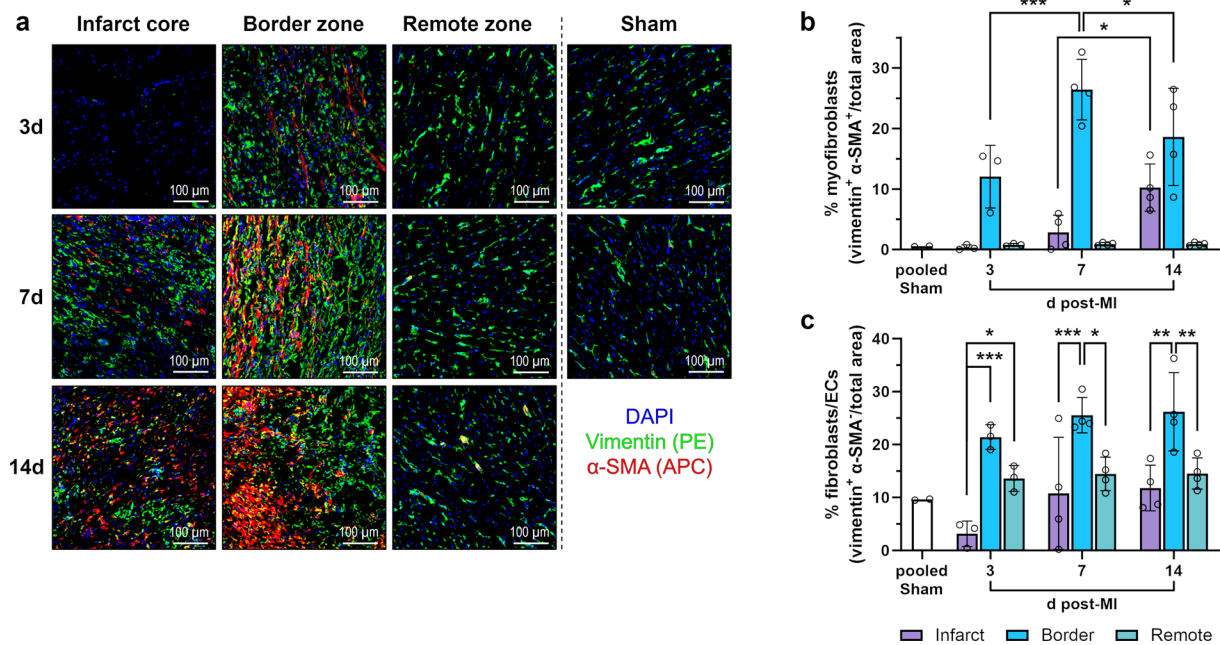 a
Infarct core
Border zone
Remote zone
Sham
3d
100 µm
100 µm
100 µm
100 µm
7d
100 µm
100 µm
100 µm
100 µm
14d
100 µm
100 µm
100 µm
DAPI
Vimentin (PE)
α-SMA (APC)
b
***
*
*
% myofibroblasts
(vimentin⁺ α-SMA⁺/total area)
30
20
10
0
pooled
Sham
3
7
14
d post-MI
c
*
***
***
*
**
**
% fibroblasts/ECs
(vimentin⁺ α-SMA⁻/total area)
40
30
20
10
0
pooled
Sham
3
7
14
d post-MI
Infarct
Border
Remote